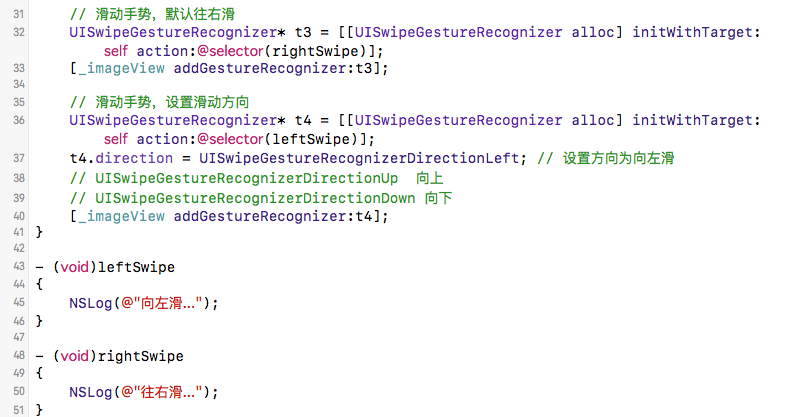 31 // 滑动手势，默认往右滑
32 UISwipeGestureRecognizer* t3 = [[UISwipeGestureRecognizer alloc] initWithTarget:
self action:@selector(rightSwipe)];
33 [_imageView addGestureRecognizer:t3];
34
35 // 滑动手势，设置滑动方向
36 UISwipeGestureRecognizer* t4 = [[UISwipeGestureRecognizer alloc] initWithTarget:
self action:@selector(leftSwipe)];
37 t4.direction = UISwipeGestureRecognizerDirectionLeft; // 设置方向为向左滑
38 // UISwipeGestureRecognizerDirectionUp  向上
39 // UISwipeGestureRecognizerDirectionDown 向下
40 [_imageView addGestureRecognizer:t4];
41 }
42
43 - (void)leftSwipe
44 {
45 NSLog(@"向左滑...");
46 }
47
48 - (void)rightSwipe
49 {
50 NSLog(@"往右滑...");
51 }